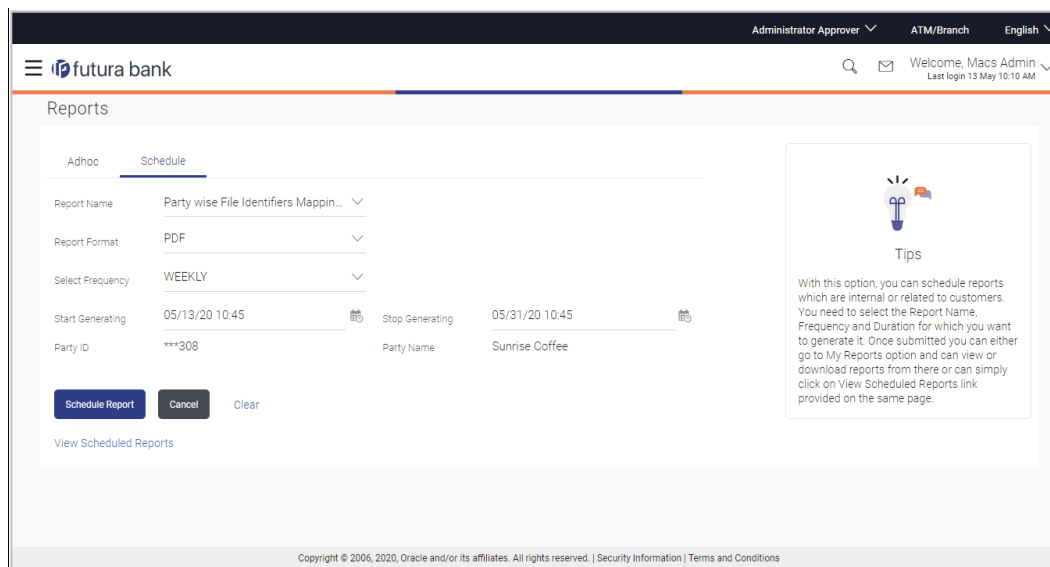 Administrator Approver ATM/Branch English
futura bank
Welcome, Macs Admin
Last login 13 May 10:10 AM
Reports
Adhoc Schedule
Report Name Party wise File Identifiers Mappin...
Report Format PDF
Select Frequency WEEKLY
Start Generating 05/13/20 10:45 Stop Generating 05/31/20 10:45
Party ID ***308 Party Name Sunrise Coffee
Schedule Report Cancel Clear
View Scheduled Reports
Tips
With this option, you can schedule reports
which are internal or related to customers.
You need to select the Report Name,
Frequency and Duration for which you want
to generate it. Once submitted you can either
go to My Reports option and can view or
download reports from there or can simply
click on View Scheduled Reports link
provided on the same page.
Copyright © 2006, 2020, Oracle and/or its affiliates. All rights reserved. | Security Information | Terms and Conditions